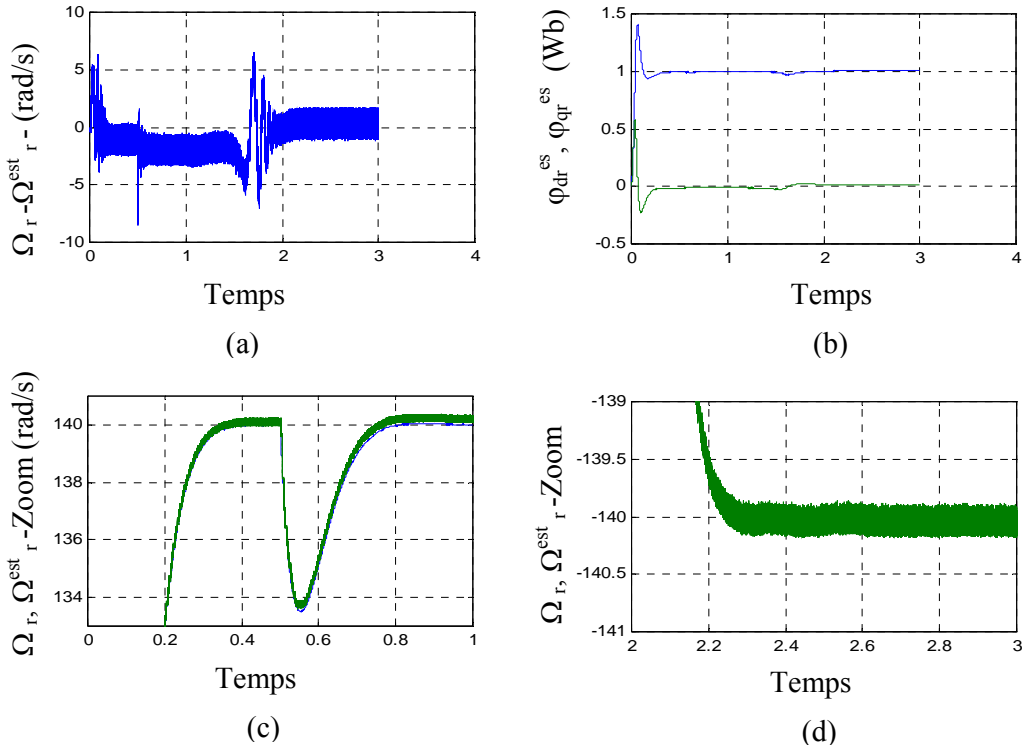 10
5
0
-5
-10
0 1 2 3 4
Ω r -Ω^est r - (rad/s)
Temps
(a)
1.5
1
0.5
0
-0.5
0 1 2 3 4
φdr^es , φqr^es (Wb)
Temps
(b)
140
138
136
134
0 0.2 0.4 0.6 0.8 1
Ω r, Ω^est r -Zoom (rad/s)
Temps
(c)
-139
-139.5
-140
-140.5
-141
2 2.2 2.4 2.6 2.8 3
Ω r, Ω^est r -Zoom
Temps
(d)